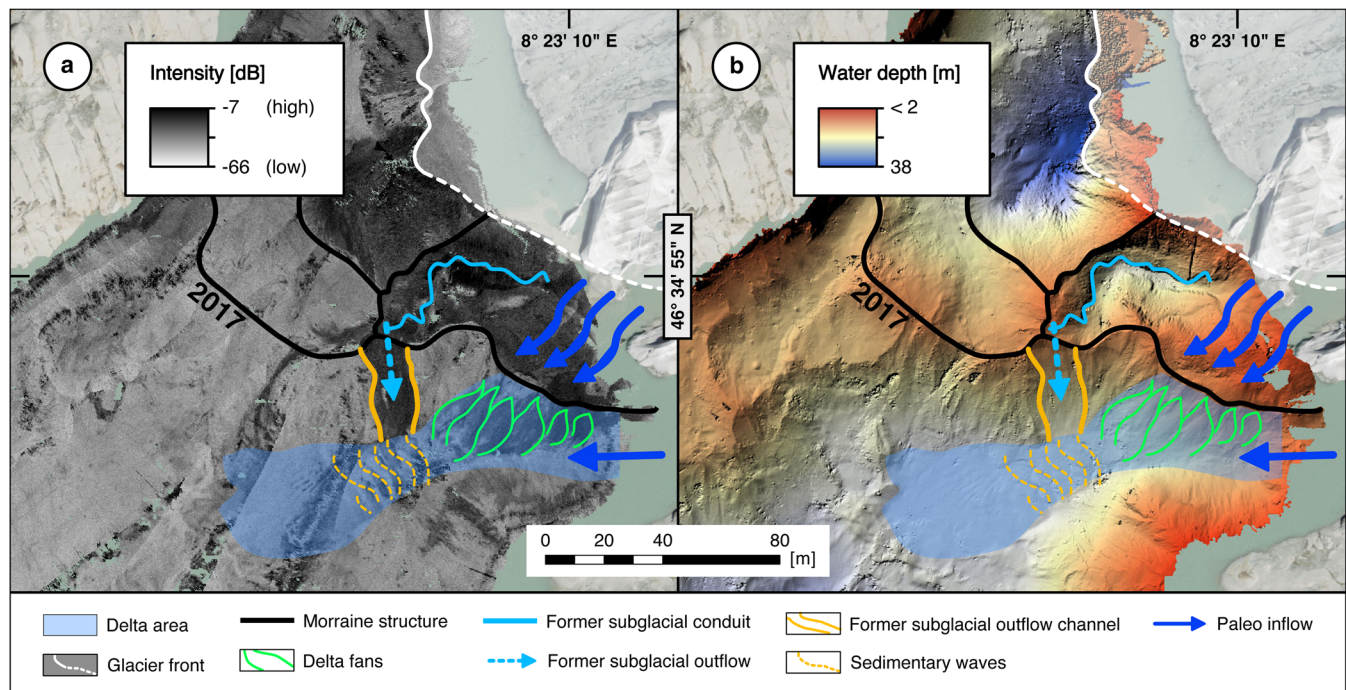 8° 23' 10" E
8° 23' 10" E
a
Intensity [dB]
-7 (high)
-66 (low)
b
Water depth [m]
< 2
38
46° 34' 55" N
2017
2017
0 20 40 80
[m]
Delta area
Morraine structure
Former subglacial conduit
Former subglacial outflow channel
Paleo inflow
Glacier front
Delta fans
Former subglacial outflow
Sedimentary waves